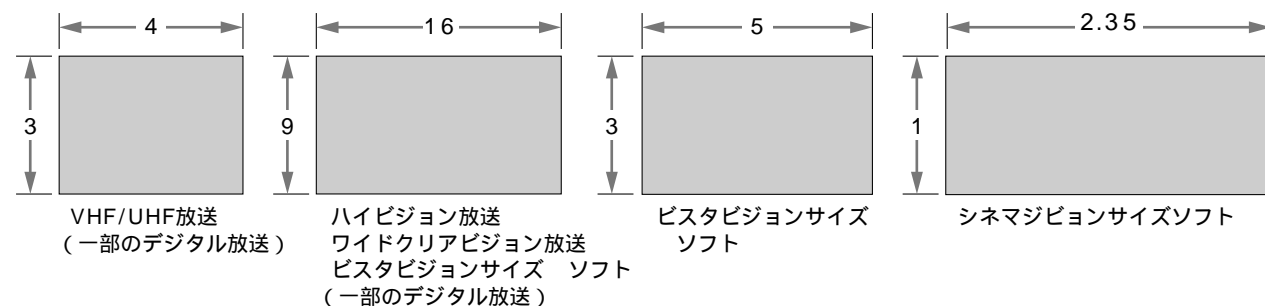 4
3
VHF/UHF放送
(一部のデジタル放送)
16
9
ハイビジョン放送
ワイドクリアビジョン放送
ビスタビジョンサイズ　ソフト
(一部のデジタル放送)
5
3
ビスタビジョンサイズ
ソフト
2.35
1
シネマジビョンサイズソフト